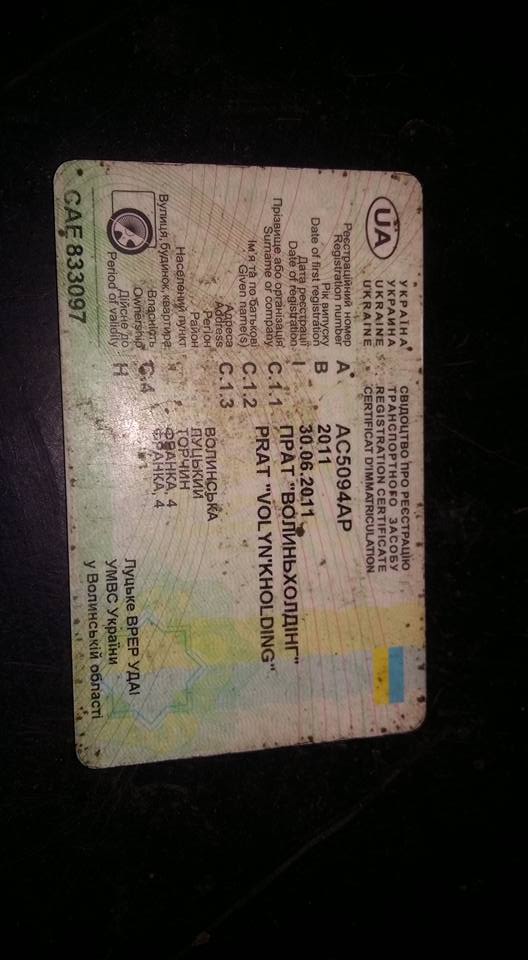 UA
УКРАЇНА СВІДОЦТВО ПРО РЕЄСТРАЦІЮ
УКРАИНА ТРАНСПОРТНОГО ЗАСОБУ
UKRAINE REGISTRATION CERTIFICATE
UKRAINE CERTIFICAT D'IMMATRICULATION
Реєстраційний номер
Registration number A AC5094AP
Рік випуску
Date of first registration B 2011
Дата реєстрації
Date of registration I 30.06.2011
Прізвище або організація
Surname or company C.1.1 ПРАТ "ВОЛИНЬХОЛДІНГ"
Ім'я та по батькові
Given name(s) C.1.2 PRAT "VOLYN'KHOLDING"
Адреса
Address C.1.3
Регіон ВОЛИНСЬКА
Район ЛУЦЬКИЙ
Населений пункт ТОРЧИН
Вулиця, будинок, квартира ФРАНКА, 4
Власність
Ownership C.4
Дійсне до
Period of validity H
Луцьке ВРЕР УДАІ
УМВС України
у Волинській області
САЕ 833097